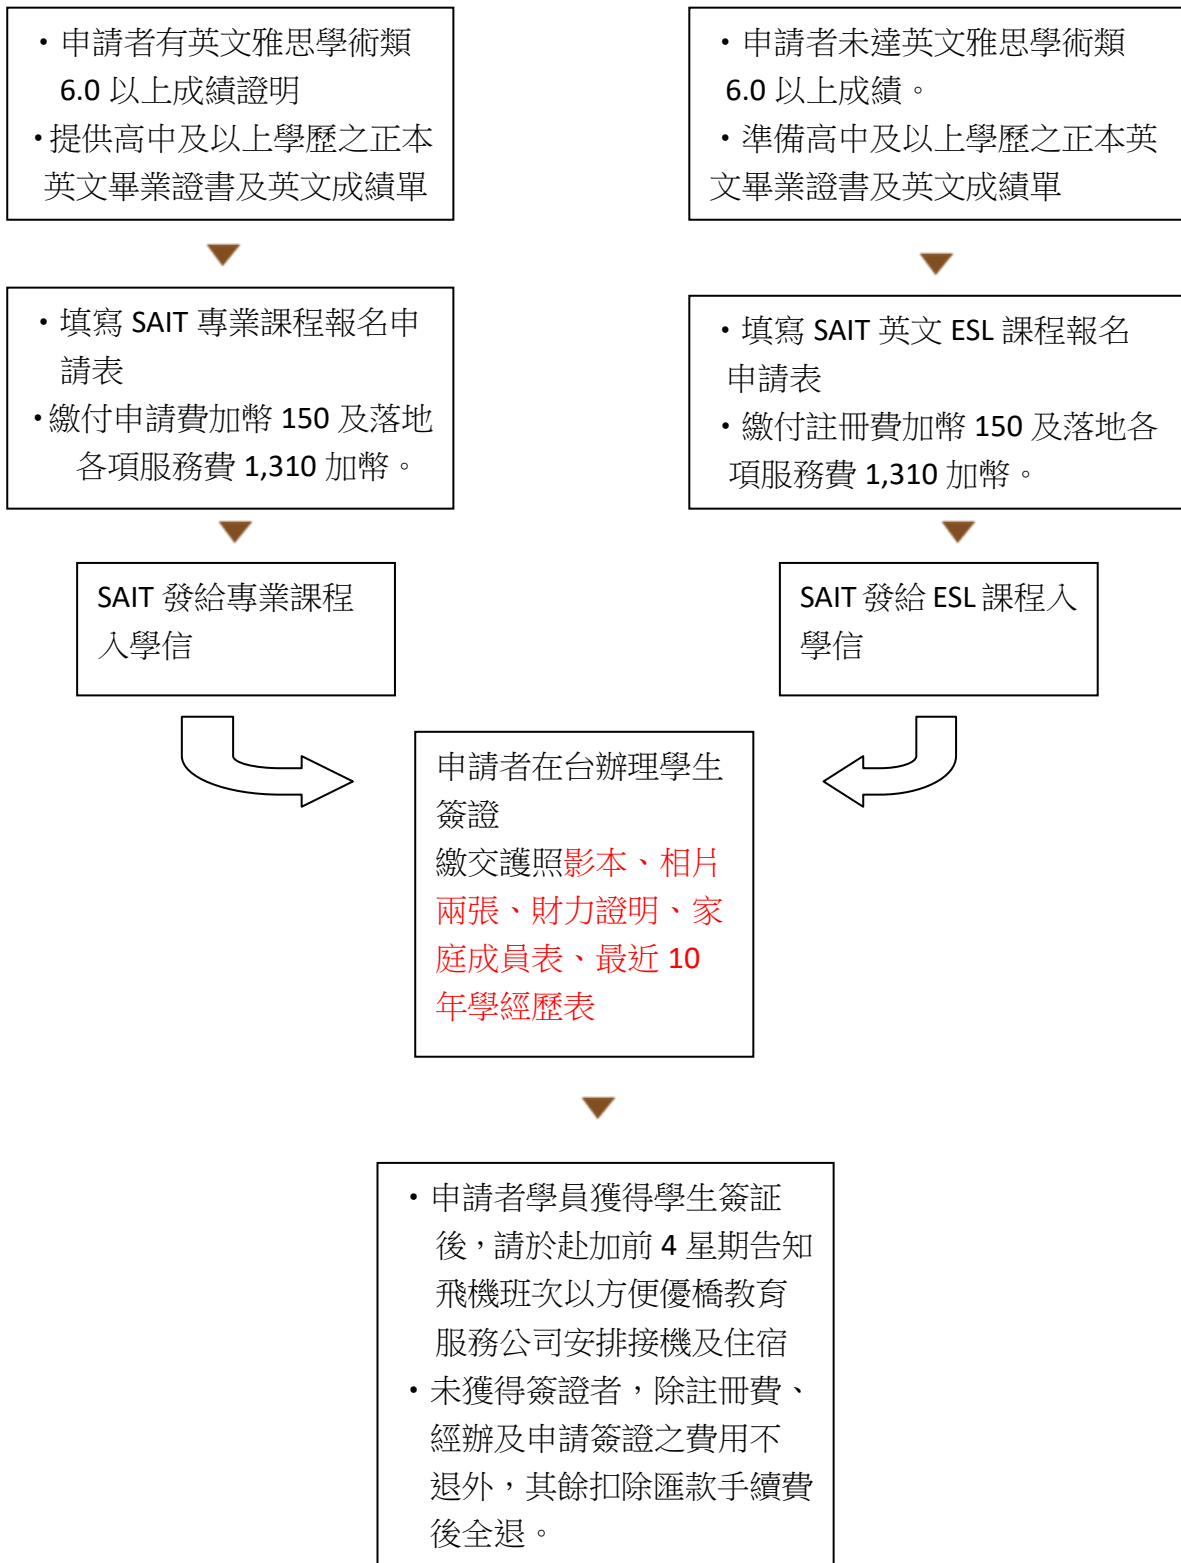 ・申請者有英文雅思學術類
6.0 以上成績證明
・提供高中及以上學歷之正本
英文畢業證書及英文成績單
・申請者未達英文雅思學術類
6.0 以上成績。
・準備高中及以上學歷之正本英
文畢業證書及英文成績單
・填寫 SAIT 專業課程報名申
請表
・繳付申請費加幣 150 及落地
各項服務費 1,310 加幣。
・填寫 SAIT 英文 ESL 課程報名
申請表
・繳付註冊費加幣 150 及落地各
項服務費 1,310 加幣。
SAIT 發給專業課程
入學信
SAIT 發給 ESL 課程入
學信
申請者在台辦理學生
簽證
繳交護照影本、相片
兩張、財力證明、家
庭成員表、最近 10
年學經歷表
・申請者學員獲得學生簽証
後，請於赴加前 4 星期告知
飛機班次以方便優橋教育
服務公司安排接機及住宿
・未獲得簽證者，除註冊費、
經辦及申請簽證之費用不
退外，其餘扣除匯款手續費
後全退。